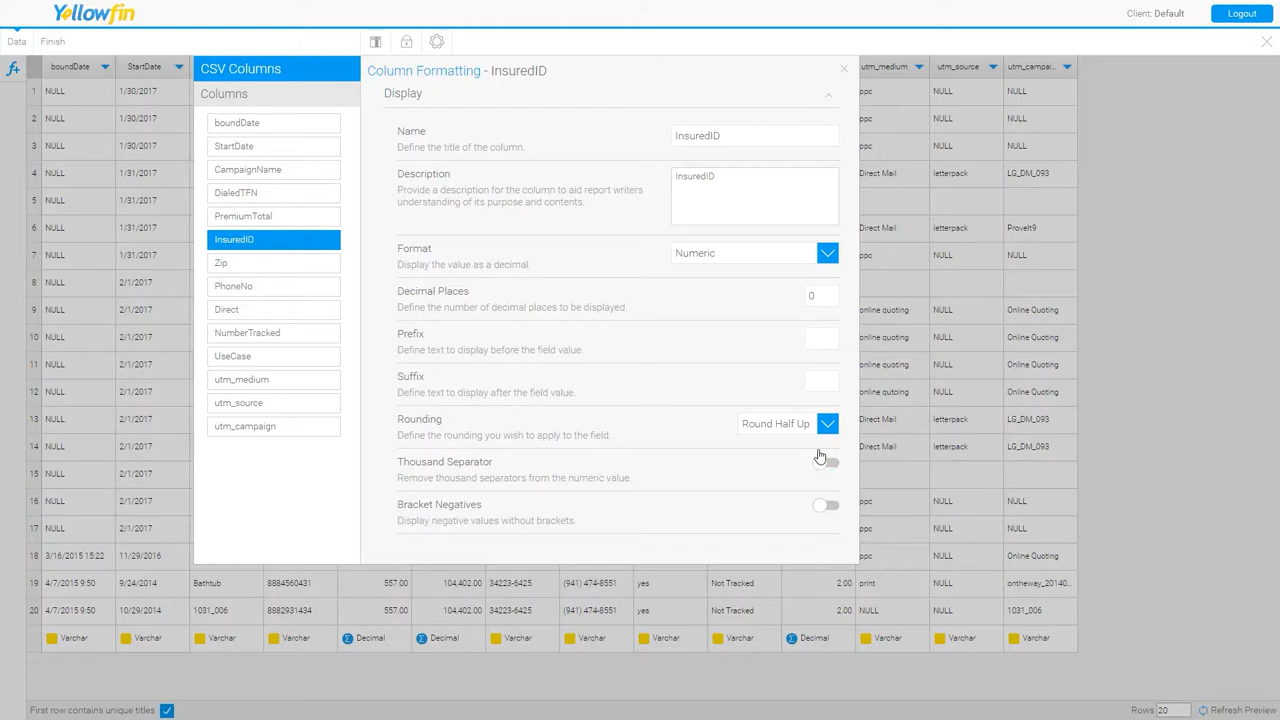 Yellowfin
Client: Default
Logout
Data
Finish
boundDate
StartDate
CSV Columns
Columns
boundDate
StartDate
CampaignName
DialedTFN
PremiumTotal
InsuredID
Zip
PhoneNo
Direct
NumberTracked
UseCase
utm_medium
utm_source
utm_campaign
Column Formatting - InsuredID
Display
Name
Define the title of the column.
InsuredID
Description
Provide a description for the column to aid report writers
understanding of its purpose and contents.
InsuredID
Format
Display the value as a decimal.
Numeric
Decimal Places
Define the number of decimal places to be displayed.
0
Prefix
Define text to display before the field value.
Suffix
Define text to display after the field value.
Rounding
Define the rounding you wish to apply to the field.
Round Half Up
Thousand Separator
Remove thousand separators from the numeric value.
Bracket Negatives
Display negative values without brackets.
utm_medium utm_source utm_campai...
1 NULL 1/30/2017 ppc NULL NULL
2 NULL 1/30/2017 ppc NULL NULL
3 NULL 1/30/2017 ppc NULL NULL
4 NULL 1/31/2017 Direct Mail letterpack LG_DM_093
5 NULL 1/31/2017
6 NULL 1/31/2017 Direct Mail letterpack ProveIt9
7 NULL 1/31/2017 ppc NULL NULL
8 NULL 2/1/2017
9 NULL 2/1/2017 online quoting NULL Online Quoting
10 NULL 2/1/2017 online quoting NULL Online Quoting
11 NULL 2/1/2017 online quoting NULL Online Quoting
12 NULL 2/1/2017 online qutoing NULL Online Quoting
13 NULL 2/1/2017 Direct Mail letterpack LG_DM_093
14 NULL 2/1/2017 Direct Mail letterpack LG_DM_093
15 NULL 2/1/2017
16 NULL 2/1/2017 ppc NULL NULL
17 NULL 2/1/2017 ppc NULL NULL
18 3/16/2015 15:22 11/29/2016 ppc NULL Online Quoting
19 4/7/2015 9:50 9/24/2014 Bathtub 8884560431 557.00 104,402.00 34223-6425 (941) 474-8551 yes Not Tracked 2.00 print NULL ontheway_20140...
20 4/7/2015 9:50 10/29/2014 1031_006 8882931434 557.00 104,402.00 34223-6425 (941) 474-8551 yes Not Tracked 2.00 NULL NULL 1031_006
Varchar Varchar Varchar Varchar Decimal Decimal Varchar Varchar Varchar Varchar Decimal Varchar Varchar Varchar
First row contains unique titles
Rows 20 Refresh Preview